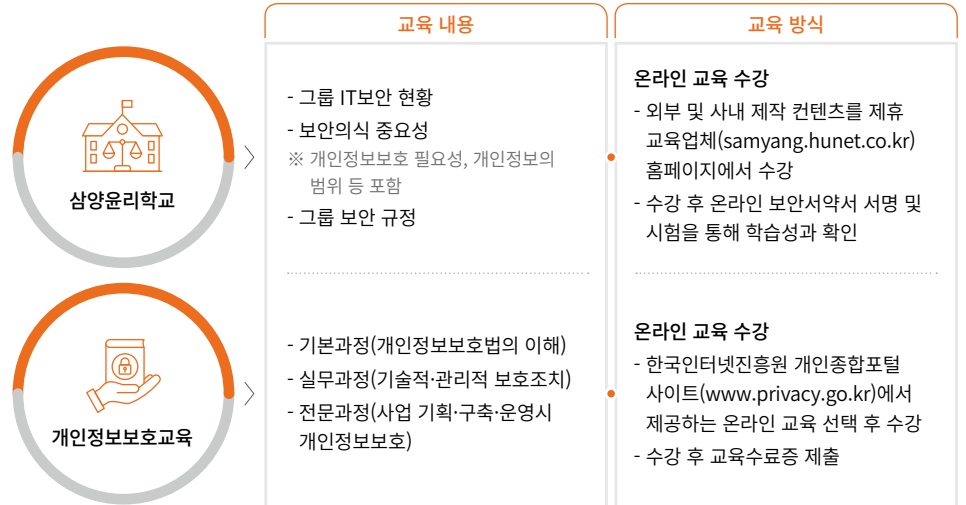 교육 내용
교육 방식
삼양윤리학교
- 그룹 IT보안 현황
- 보안의식 중요성
※ 개인정보보호 필요성, 개인정보의
범위 등 포함
- 그룹 보안 규정
온라인 교육 수강
- 외부 및 사내 제작 컨텐츠를 제휴
교육업체(samyang.hunet.co.kr)
홈페이지에서 수강
- 수강 후 온라인 보안서약서 서명 및
시험을 통해 학습성과 확인
개인정보보호교육
- 기본과정(개인정보보호법의 이해)
- 실무과정(기술적·관리적 보호조치)
- 전문과정(사업 기획·구축·운영시
개인정보보호)
온라인 교육 수강
- 한국인터넷진흥원 개인종합포털
사이트(www.privacy.go.kr)에서
제공하는 온라인 교육 선택 후 수강
- 수강 후 교육수료증 제출